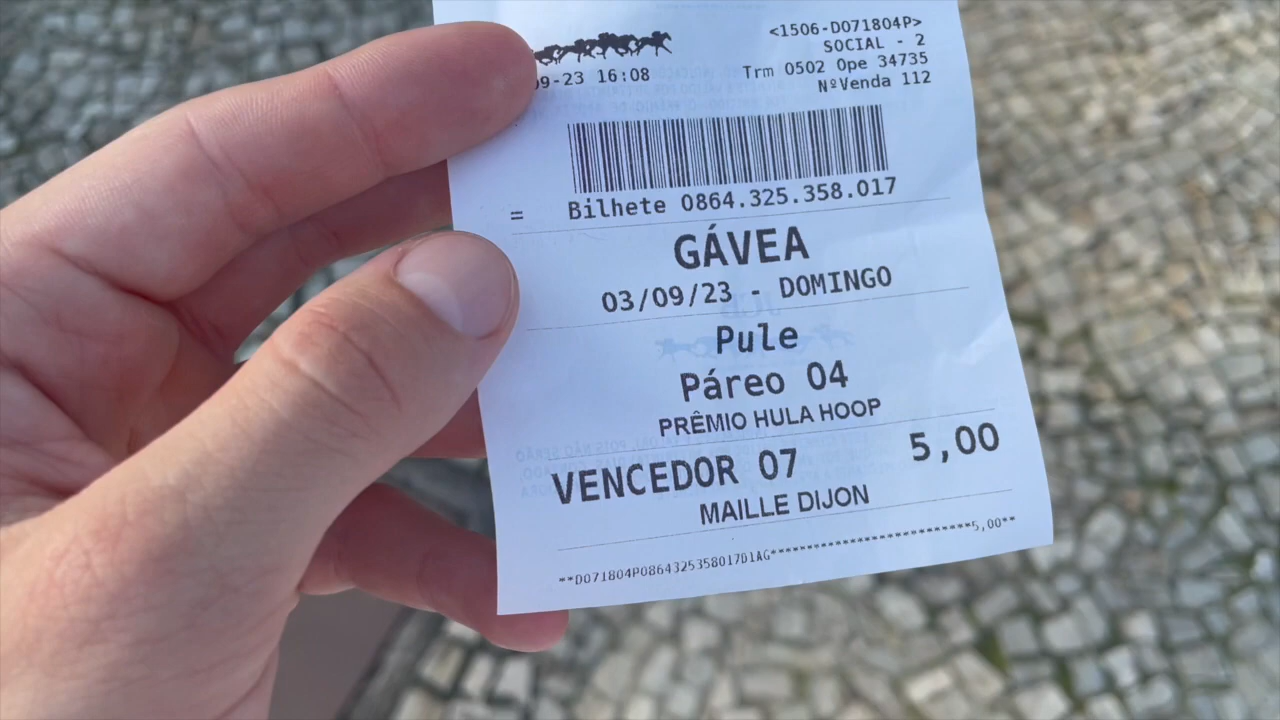 <1506-D071804P>
SOCIAL - 2
09-23 16:08 Trm 0502 Ope 34735
NºVenda 112
= Bilhete 0864.325.358.017
GÁVEA
03/09/23 - DOMINGO
Pule
Páreo 04
PRÊMIO HULA HOOP
VENCEDOR 07 5,00
MAILLE DIJON
**D071804P0864325358017D1AG**************************5,00**